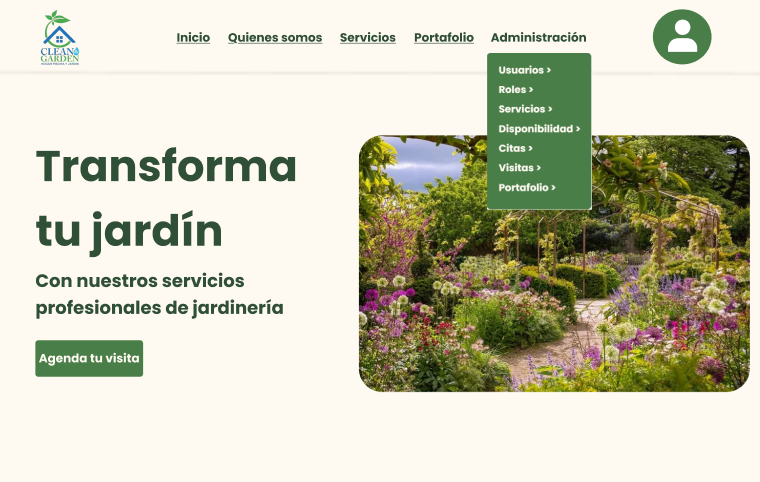 CLEAN
GARDEN
Inicio
Quienes somos
Servicios
Portafolio
Administración
Usuarios >
Roles >
Servicios >
Disponibilidad >
Citas >
Visitas >
Portafolio >
Transforma
tu jardín
Con nuestros servicios
profesionales de jardinería
Agenda tu visita